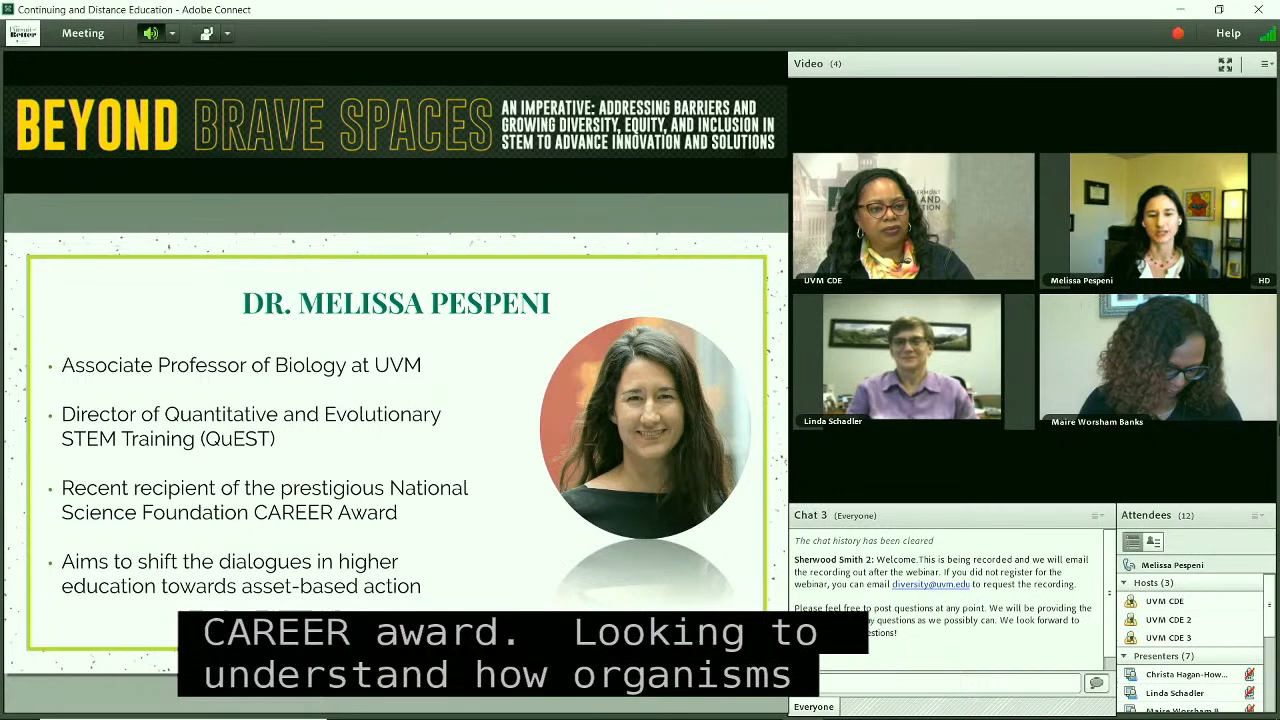 Continuing and Distance Education - Adobe Connect
Meeting
Help
BEYOND BRAVE SPACES
AN IMPERATIVE: ADDRESSING BARRIERS AND
GROWING DIVERSITY, EQUITY, AND INCLUSION IN
STEM TO ADVANCE INNOVATION AND SOLUTIONS
DR. MELISSA PESPENI
• Associate Professor of Biology at UVM
• Director of Quantitative and Evolutionary
STEM Training (QuEST)
• Recent recipient of the prestigious National
Science Foundation CAREER Award
• Aims to shift the dialogues in higher
education towards asset-based action
CAREER award. Looking to
understand how organisms
Video (4)
UVM CDE
Melissa Pespeni
HD
Linda Schadler
Maire Worsham Banks
Chat 3 (Everyone)
The chat history has been cleared
Sherwood Smith 2: Welcome.This is being recorded and we will email
the recording out after the webinar. If you did not register for the
webinar, you can email diversity@uvm.edu to request the recording.
Please feel free to post questions at any point. We will be providing the
questions as we possibly can. We look forward to
Everyone
Attendees (12)
Melissa Pespeni
Hosts (3)
UVM CDE
UVM CDE 2
UVM CDE 3
Presenters (7)
Christa Hagan-How...
Linda Schadler